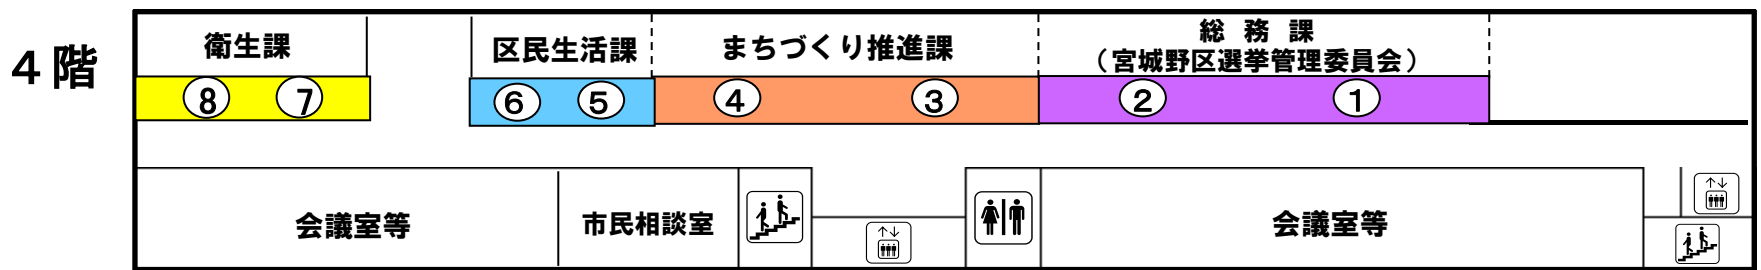 4階
衛生課
区民生活課
まちづくり推進課
総務課
(宮城野区選挙管理委員会)
⑧
⑦
⑥
⑤
④
③
②
①
会議室等
市民相談室
会議室等